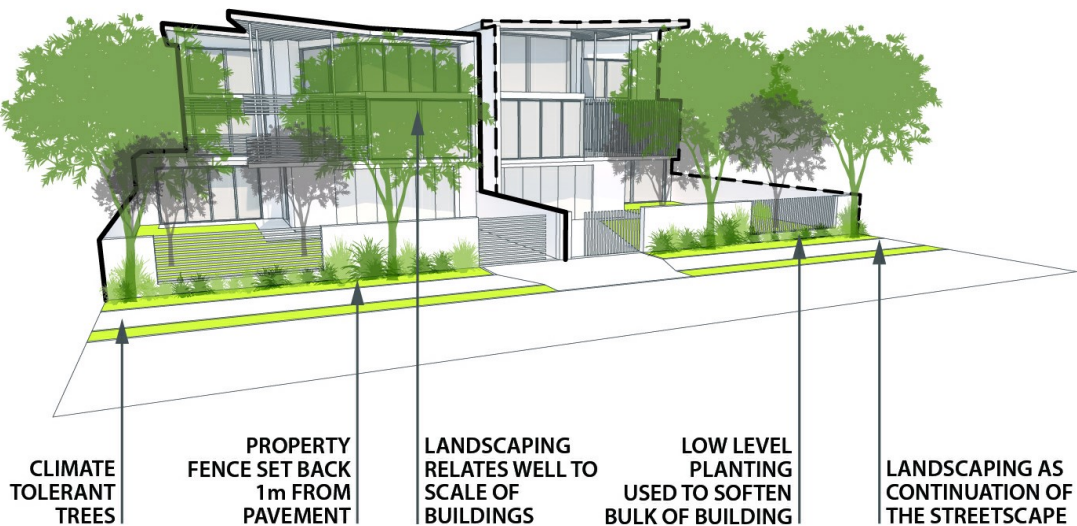 CLIMATE
TOLERANT
TREES
PROPERTY
FENCE SET BACK
1m FROM
PAVEMENT
LANDSCAPING
RELATES WELL TO
SCALE OF
BUILDINGS
LOW LEVEL
PLANTING
USED TO SOFTEN
BULK OF BUILDING
LANDSCAPING AS
CONTINUATION OF
THE STREETSCAPE